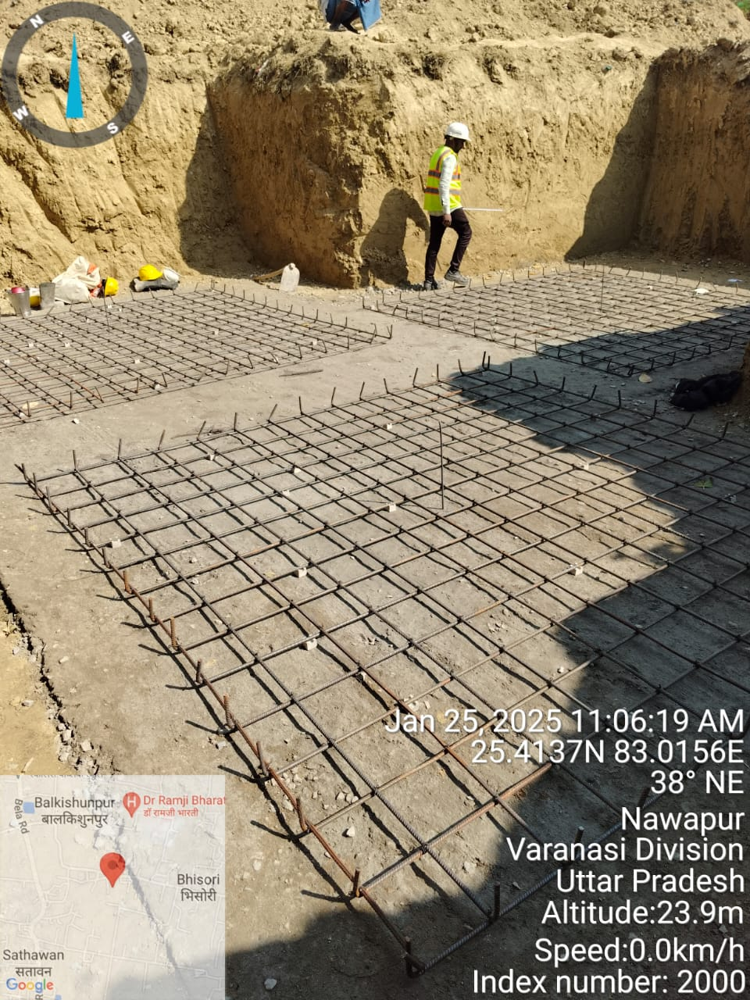 N
E
W
S
Jan 25, 2025 11:06:19 AM
25.4137N 83.0156E
38° NE
Nawapur
Varanasi Division
Uttar Pradesh
Altitude:23.9m
Speed:0.0km/h
Index number: 2000
Balkishunpur
बालकिशुनपुर
Dr Ramji Bharat
डॉ रामजी भारती
Bela Rd
H
Bhisori
भिसोरी
Sathawan
सतावन
Google